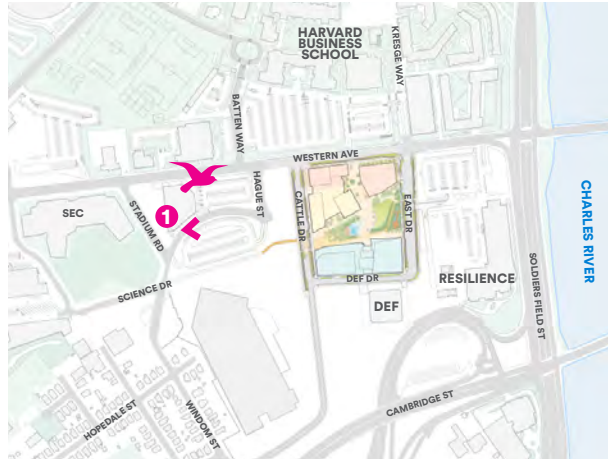 HARVARD
BUSINESS
SCHOOL
KRESGE WAY
BATTEN WAY
WESTERN AVE
HAGUE ST
CATTLE DR
EAST DR
SEC
1
STADIUM RD
SCIENCE DR
DEF DR
DEF
RESILIENCE
SOLDIERS FIELD ST
CHARLES RIVER
HOPEDALE ST
WINDOM ST
CAMBRIDGE ST